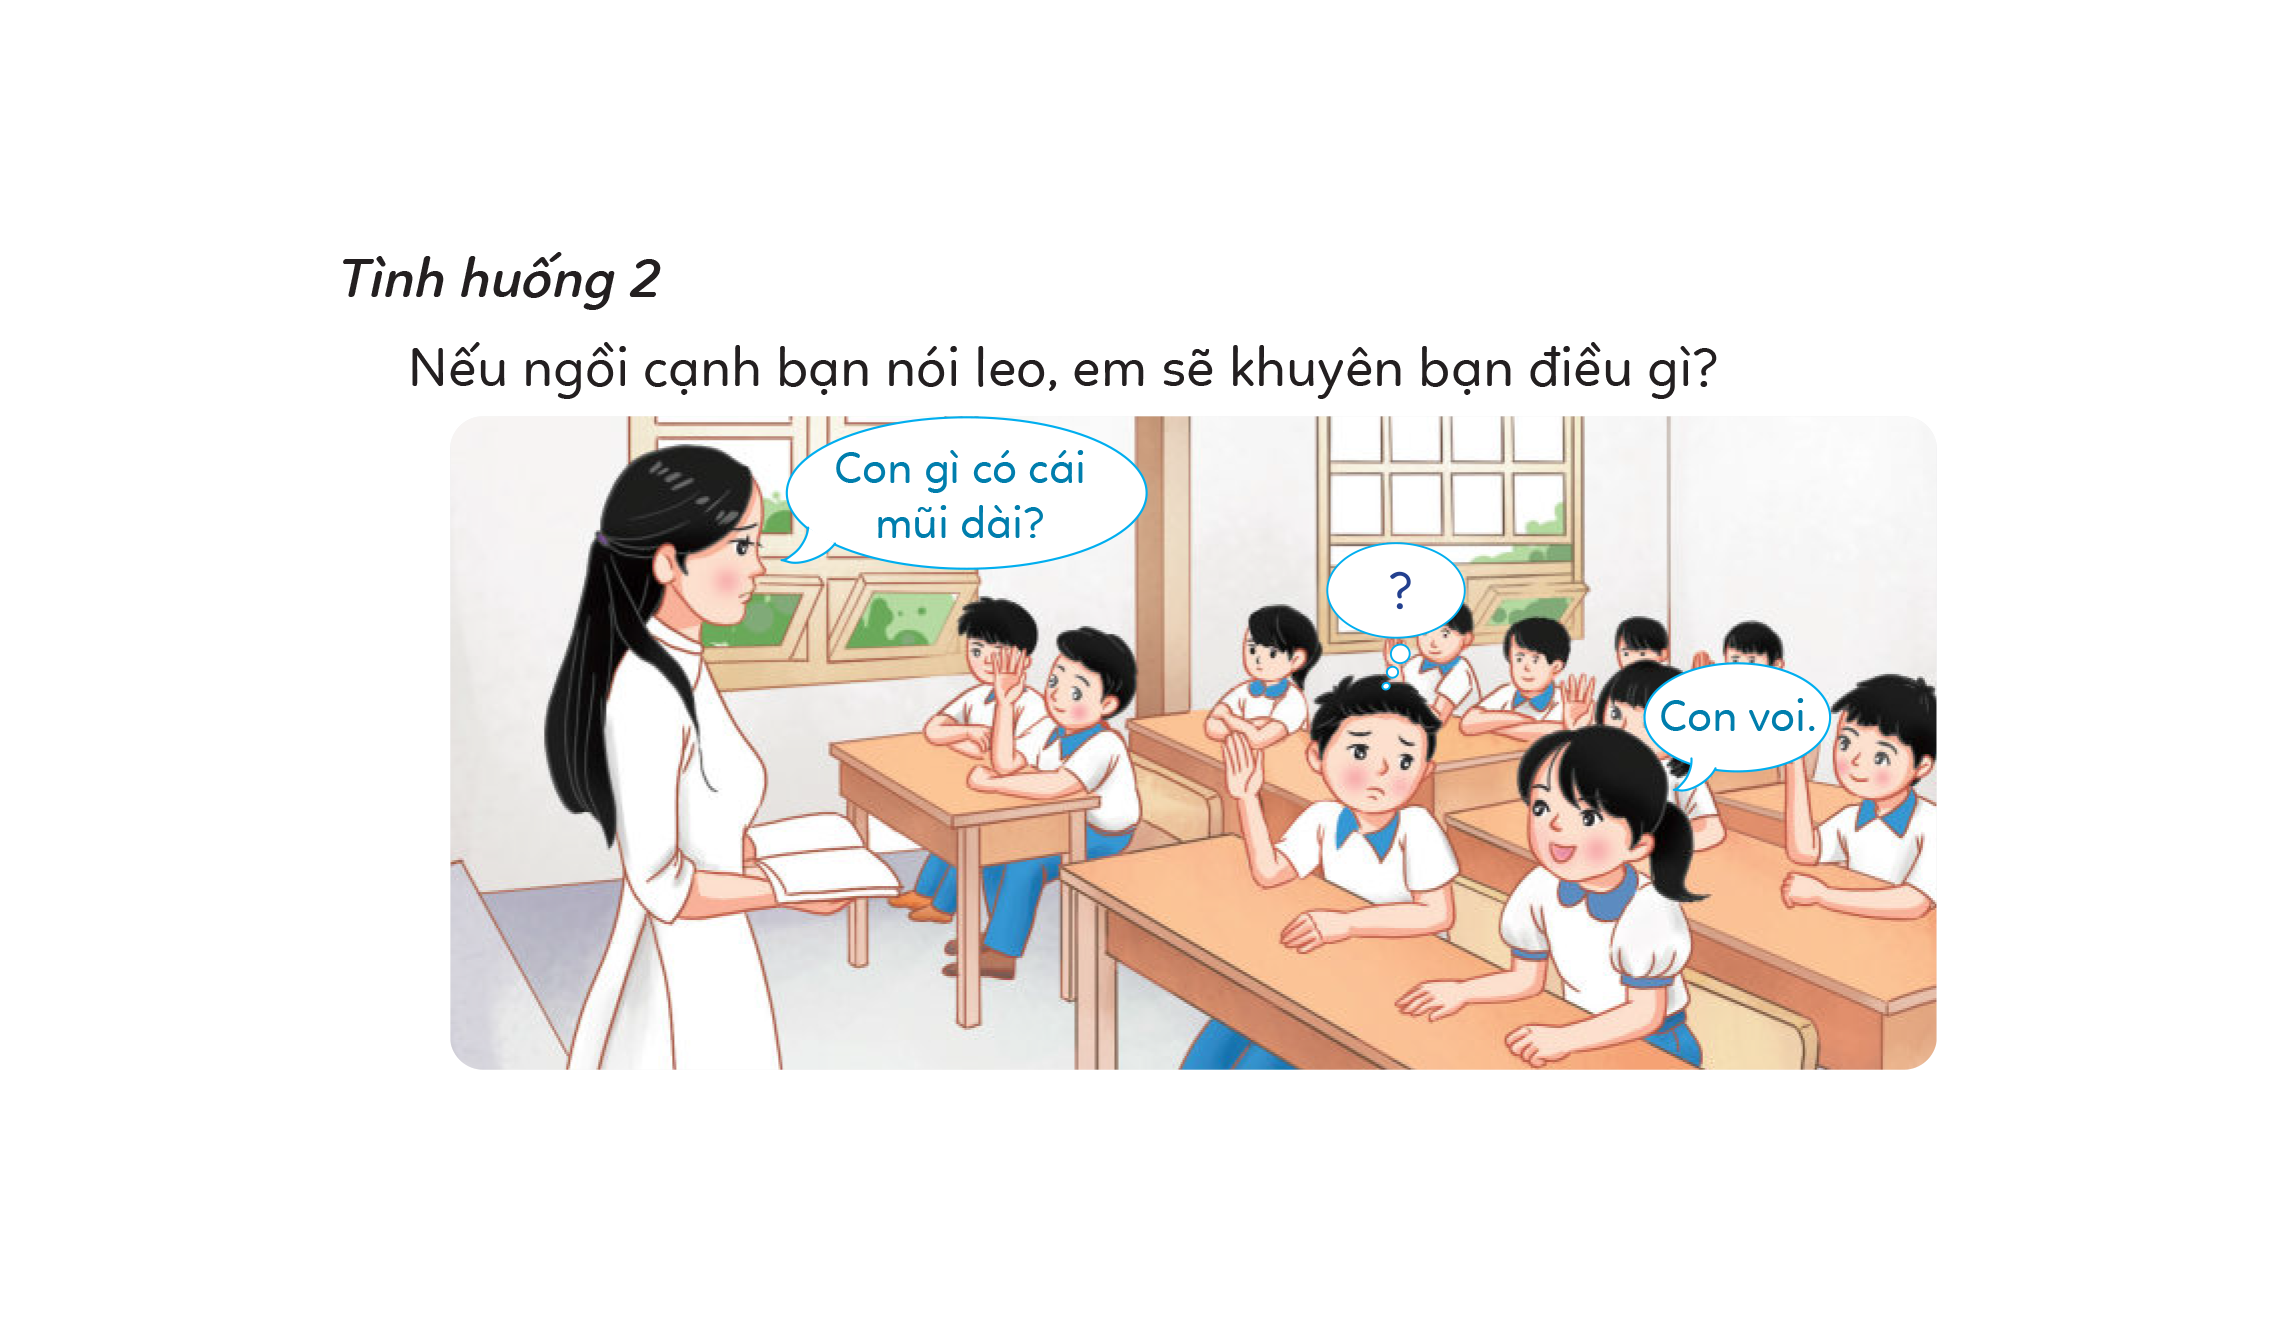 Tình huống 2
Nếu ngồi cạnh bạn nói leo, em sẽ khuyên bạn điều gì?
Con gì có cái
mũi dài?
?
Con voi.